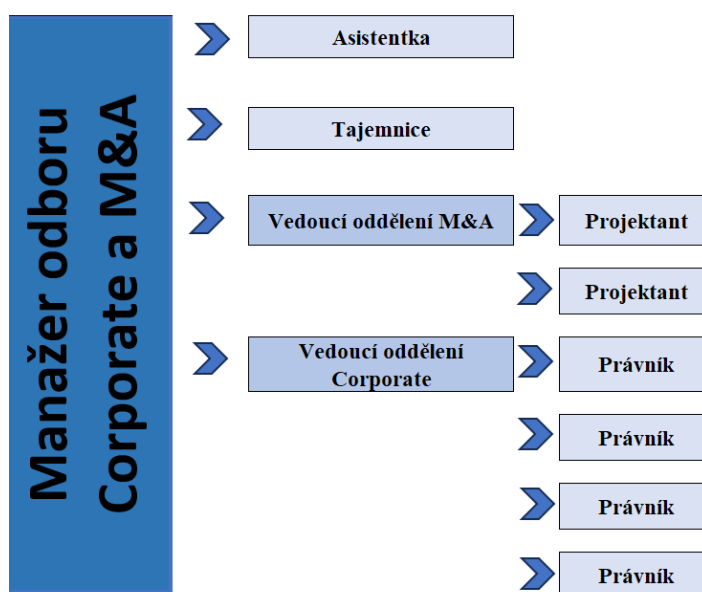 Manažer odboru
Corporate a M&A
Asistentka
Tajemnice
Vedoucí oddělení M&A
Projektant
Projektant
Vedoucí oddělení
Corporate
Právník
Právník
Právník
Právník